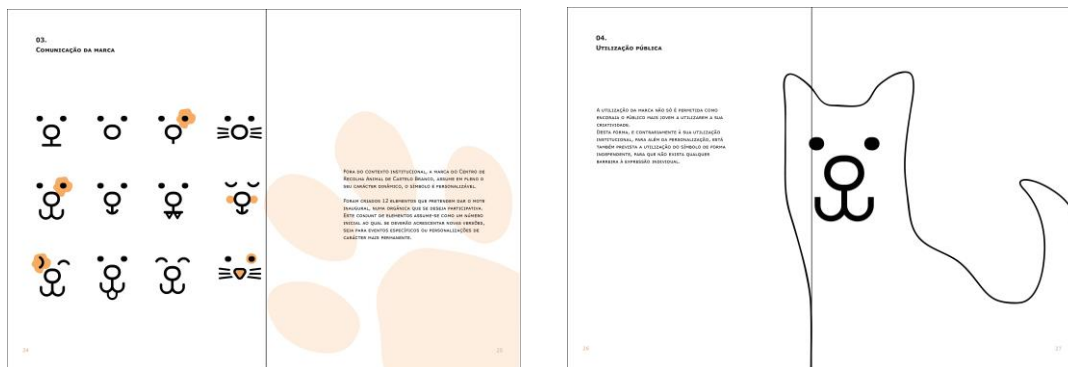 03.
Comunicação da marca
Fora do contexto institucional, a marca do Centro de
Recolha Animal de Castelo Branco, assume em pleno o
seu carácter dinâmico, o símbolo é personalizável.
Foram criados 12 elementos que pretendem dar o mote
inaugural, numa orgânica que se deseja participativa.
Este conjunt de elementos assume-se como um número
inicial ao qual se deverão acrescentar novas versões,
seja para eventos específicos ou personalizações de
carácter mais permanente.
24
25
04.
Utilização pública
A utilização da marca não só é permitida como
encoraja o público mais jovem a utilizarem a sua
criatividade.
Desta forma, e contrariamente à sua utilização
institucional, para além da personalização, está
também prevista a utilização do símbolo de forma
independente, para que não exista qualquer
barreira à expressão individual.
26
27